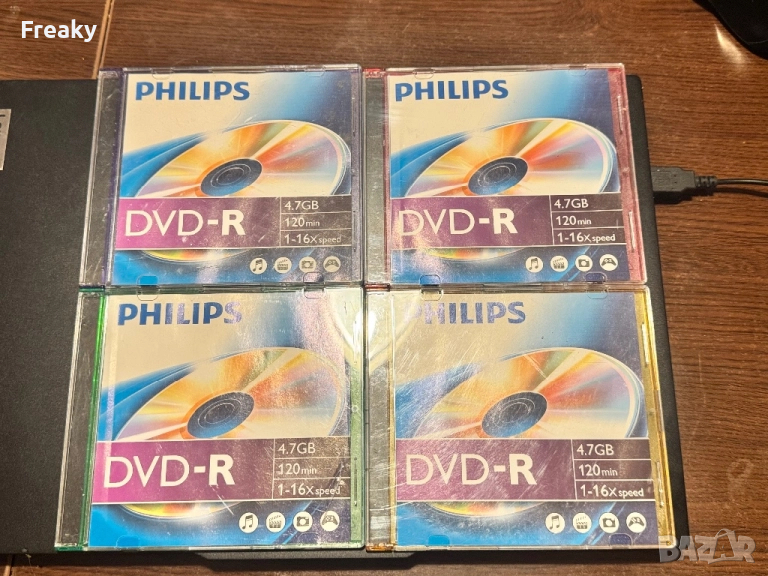 Freaky
PHILIPS
DVD-R
4.7GB
120min
1-16x speed
PHILIPS
DVD-R
4.7GB
120min
1-16x speed
PHILIPS
DVD-R
4.7GB
120min
1-16x speed
PHILIPS
DVD-R
4.7GB
120min
1-16x speed
BAZAR